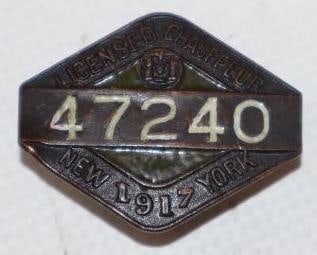 LICENSED CHAUFFEUR
47240
NEW 1917 YORK